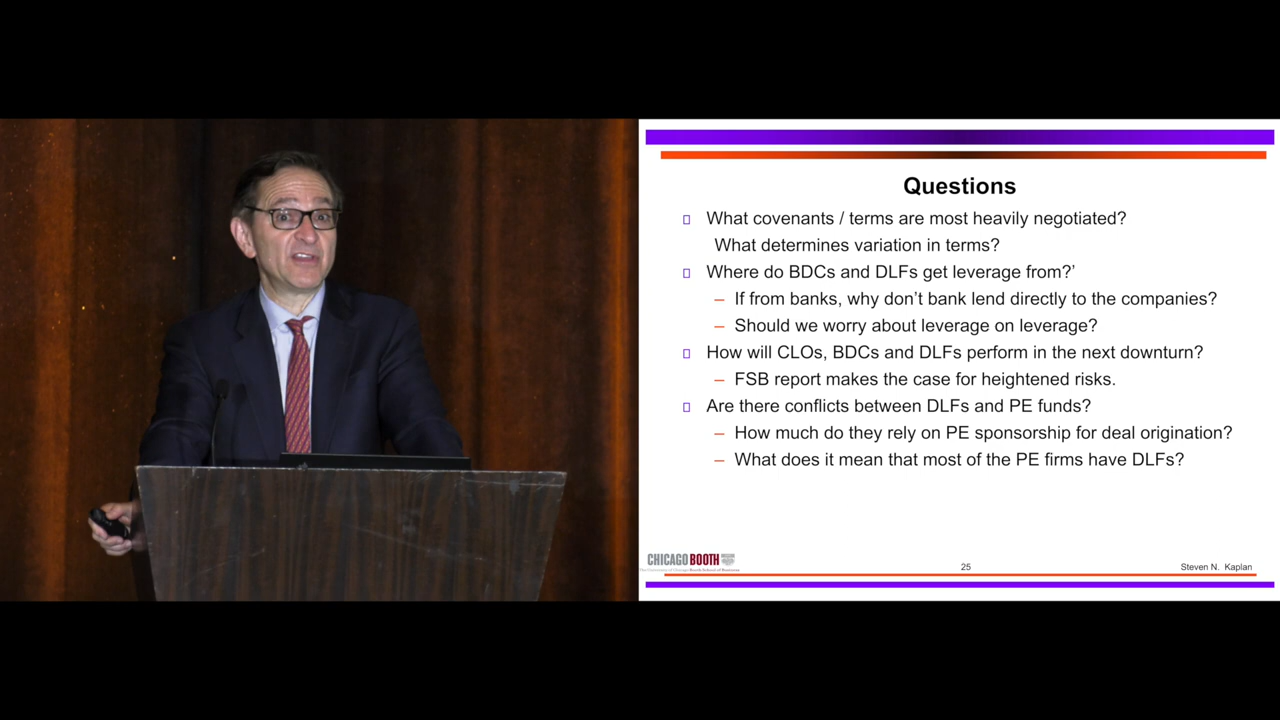 Questions
What covenants / terms are most heavily negotiated?
What determines variation in terms?
Where do BDCs and DLFs get leverage from?’
– If from banks, why don’t bank lend directly to the companies?
– Should we worry about leverage on leverage?
How will CLOs, BDCs and DLFs perform in the next downturn?
– FSB report makes the case for heightened risks.
Are there conflicts between DLFs and PE funds?
– How much do they rely on PE sponsorship for deal origination?
– What does it mean that most of the PE firms have DLFs?
CHICAGO BOOTH
25
Steven N. Kaplan